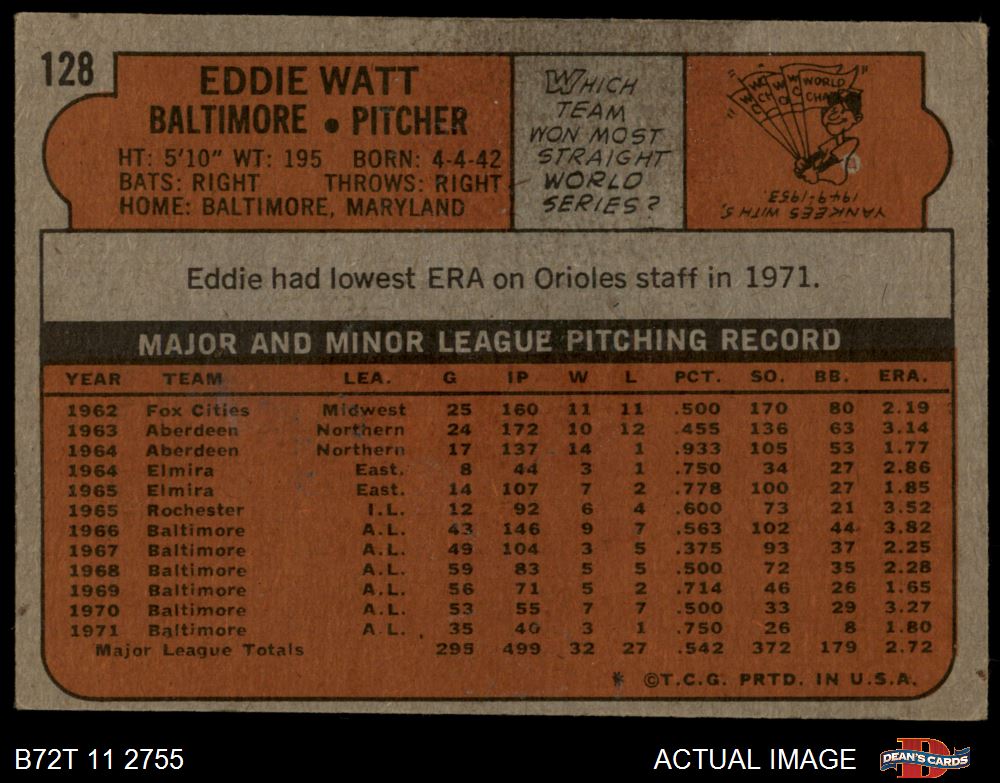 128
EDDIE WATT
BALTIMORE • PITCHER
HT: 5'10" WT: 195 BORN: 4-4-42
BATS: RIGHT THROWS: RIGHT
HOME: BALTIMORE, MARYLAND
WHICH
TEAM
WON MOST
STRAIGHT
WORLD
SERIES?
WORLD
CHAMP
YANKEES WITH 5,
1949-1953.
Eddie had lowest ERA on Orioles staff in 1971.
MAJOR AND MINOR LEAGUE PITCHING RECORD
YEAR TEAM LEA. G IP W L PCT. SO. BB. ERA.
1962 Fox Cities Midwest 25 160 11 11 .500 170 80 2.19
1963 Aberdeen Northern 24 172 10 12 .455 136 63 3.14
1964 Aberdeen Northern 17 137 14 1 .933 105 53 1.77
1964 Elmira East. 8 44 3 1 .750 34 27 2.86
1965 Elmira East. 14 107 7 2 .778 100 27 1.85
1965 Rochester I.L. 12 92 6 4 .600 73 21 3.52
1966 Baltimore A.L. 43 146 9 7 .563 102 44 3.82
1967 Baltimore A.L. 49 104 3 5 .375 93 37 2.25
1968 Baltimore A.L. 59 83 5 5 .500 72 35 2.28
1969 Baltimore A.L. 56 71 5 2 .714 46 26 1.65
1970 Baltimore A.L. 53 55 7 7 .500 33 29 3.27
1971 Baltimore A.L. 35 40 3 1 .750 26 8 1.80
Major League Totals 295 499 32 27 .542 372 179 2.72
* ©T.C.G. PRTD. IN U.S.A.
B72T 11 2755 ACTUAL IMAGE DEAN'S CARDS